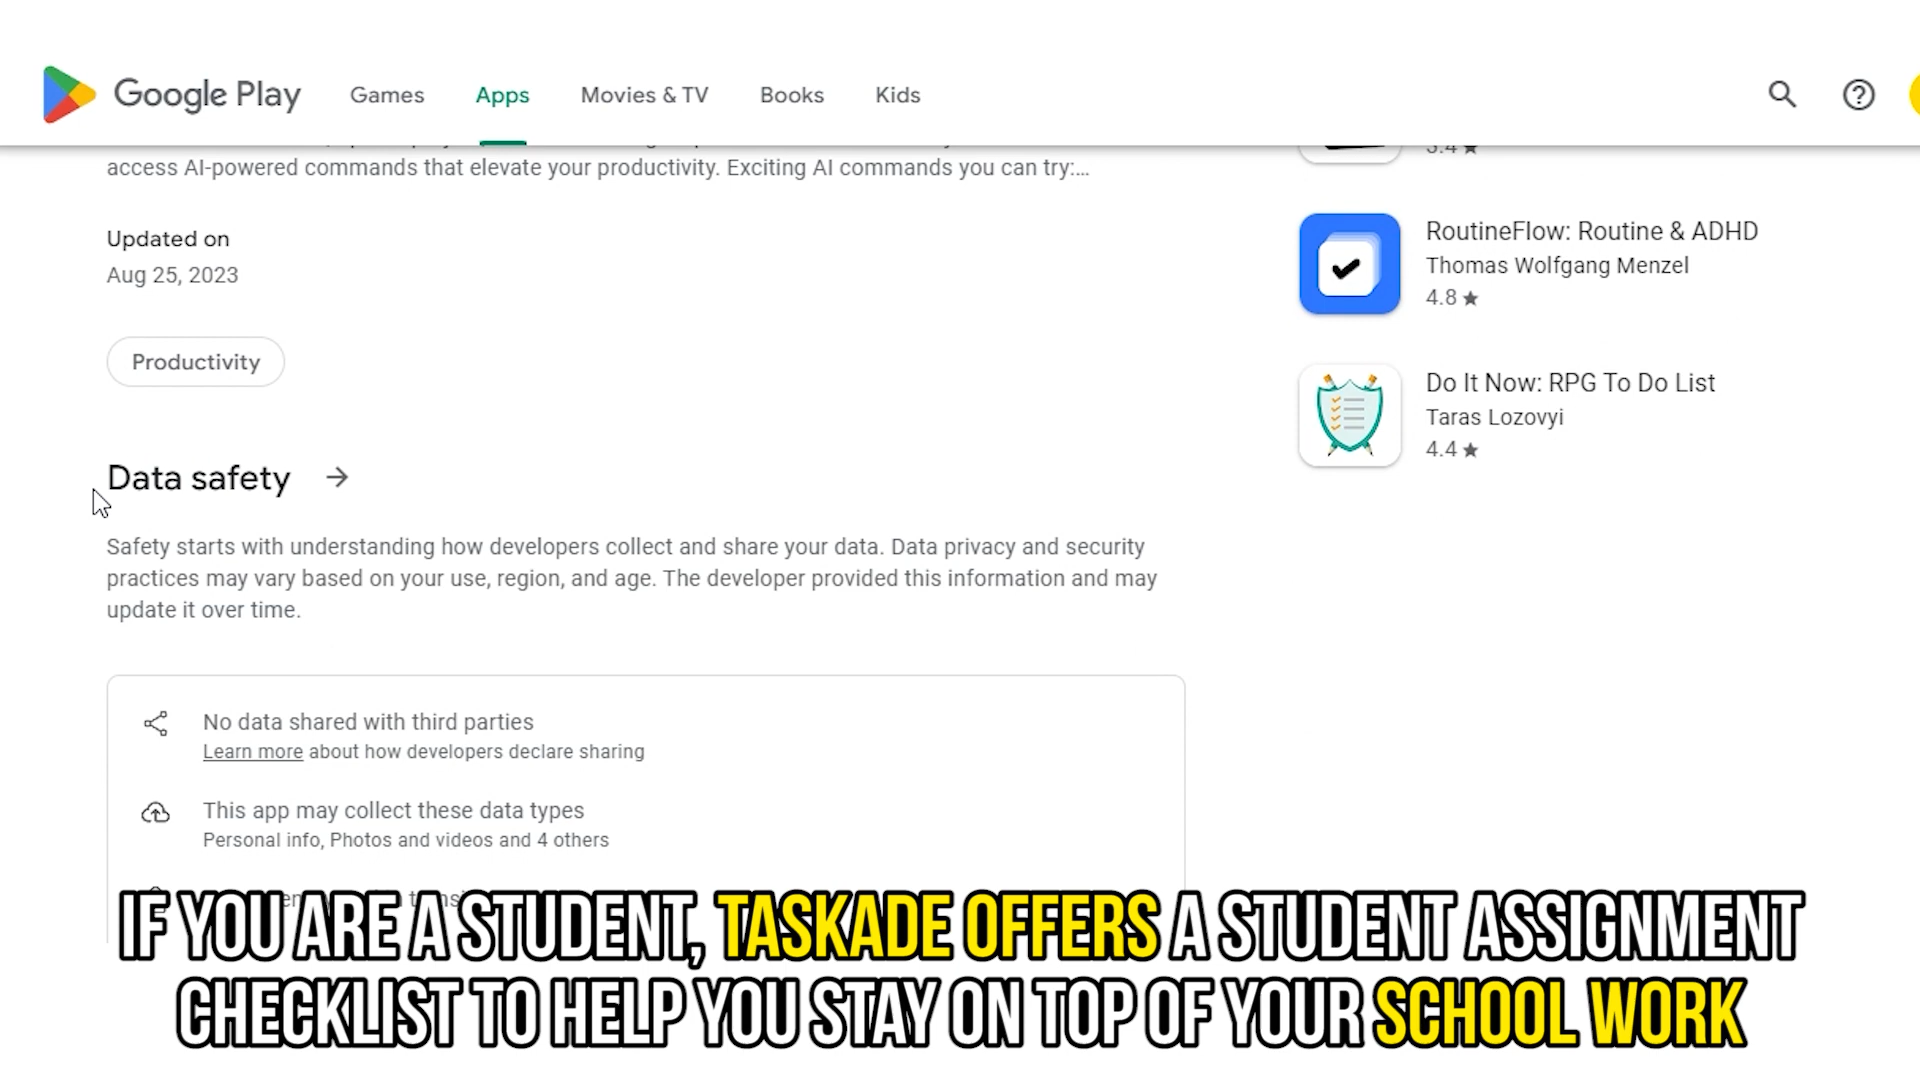 Google Play
Games
Apps
Movies & TV
Books
Kids
access AI-powered commands that elevate your productivity. Exciting AI commands you can try:...
Updated on
Aug 25, 2023
Productivity
Data safety
Safety starts with understanding how developers collect and share your data. Data privacy and security
practices may vary based on your use, region, and age. The developer provided this information and may
update it over time.
No data shared with third parties
Learn more about how developers declare sharing
This app may collect these data types
Personal info, Photos and videos and 4 others
3.4★
RoutineFlow: Routine & ADHD
Thomas Wolfgang Menzel
4.8★
Do It Now: RPG To Do List
Taras Lozovyi
4.4★
IF YOU ARE A STUDENT, TASKADE OFFERS A STUDENT ASSIGNMENT
CHECKLIST TO HELP YOU STAY ON TOP OF YOUR SCHOOL WORK